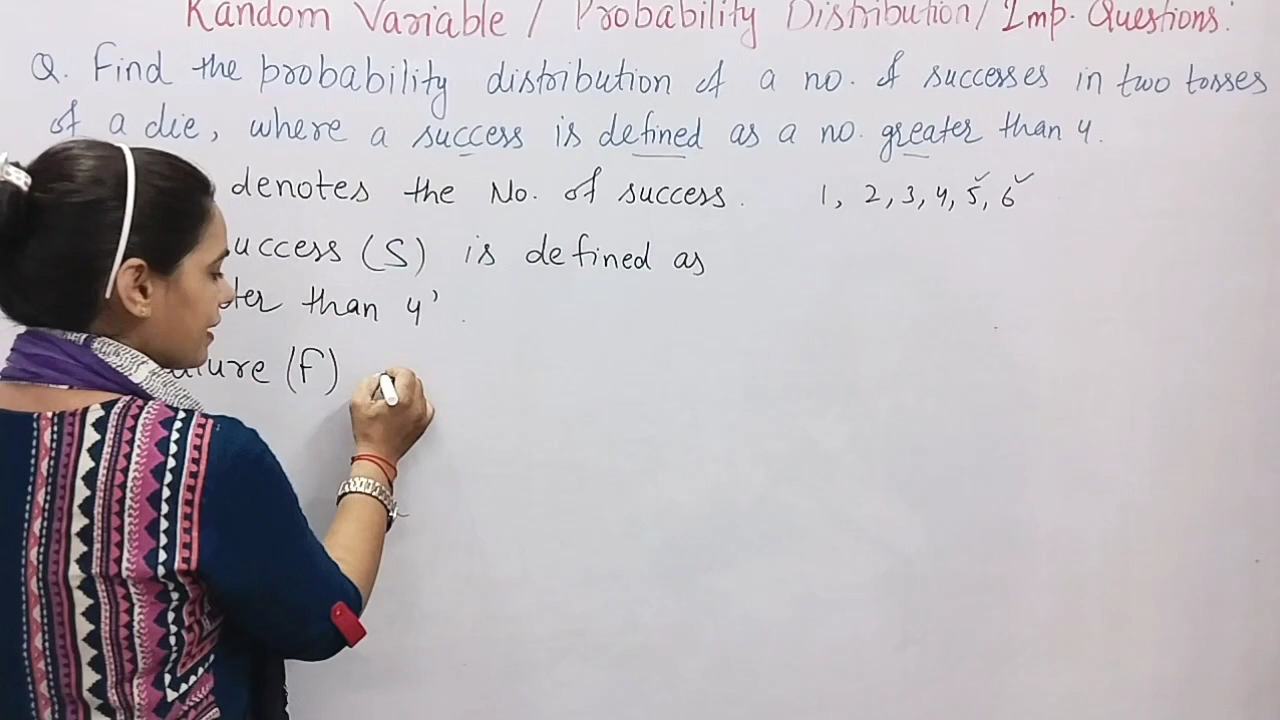 Random Variable / Probability Distribution / Imp. Questions:
Q. Find the probability distribution of a no. of successes in two tosses
of a die, where a success is defined as a no. greater than 4.
denotes the No. of success. 1, 2, 3, 4, 5, 6
uccess (S) is defined as
ter than 4'.
lure (F)